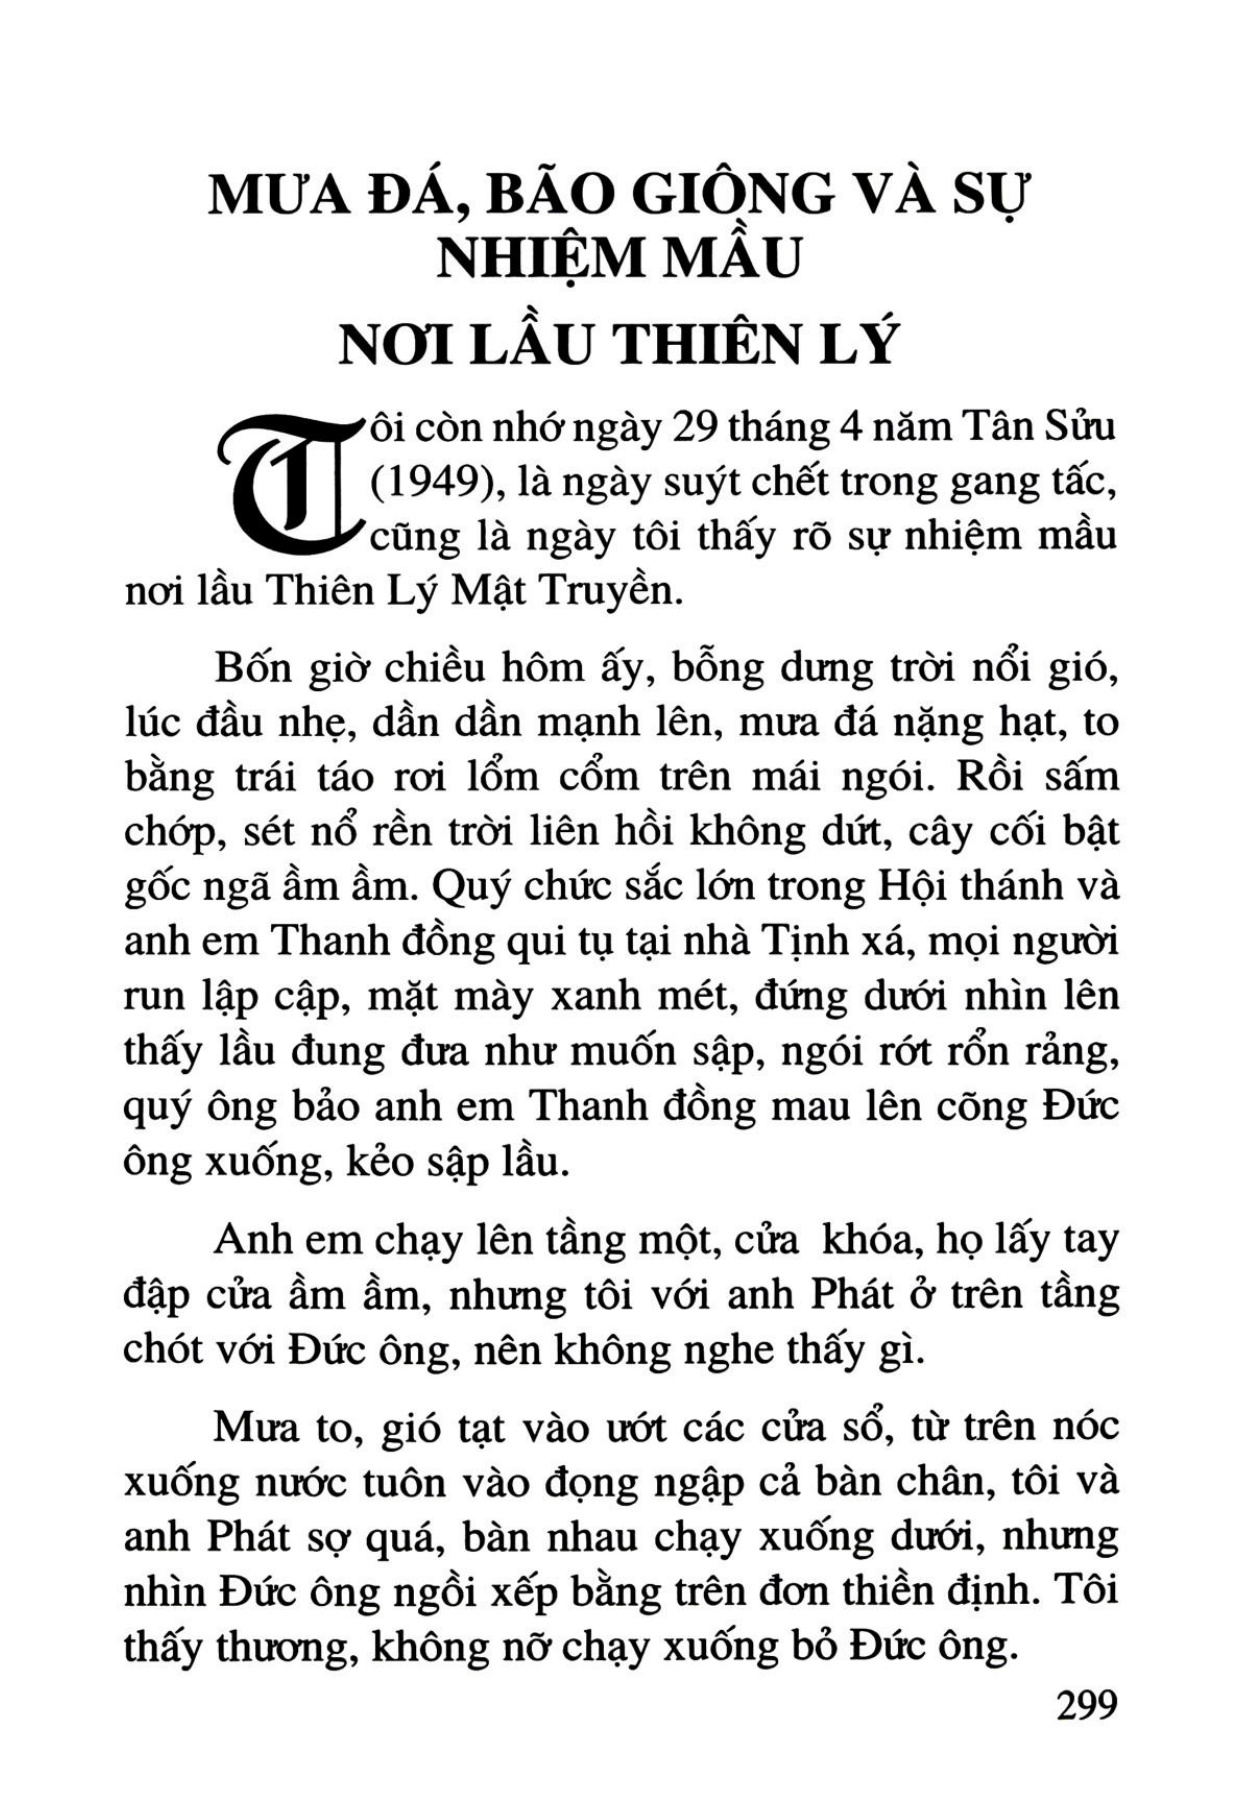 MƯA ĐÁ, BÃO GIÔNG VÀ SỰ
NHIỆM MẦU
NƠI LẦU THIÊN LÝ
Tôi còn nhớ ngày 29 tháng 4 năm Tân Sửu
(1949), là ngày suýt chết trong gang tấc,
cũng là ngày tôi thấy rõ sự nhiệm mầu
nơi lầu Thiên Lý Mật Truyền.
Bốn giờ chiều hôm ấy, bỗng dưng trời nổi gió,
lúc đầu nhẹ, dần dần mạnh lên, mưa đá nặng hạt, to
bằng trái táo rơi lổm cổm trên mái ngói. Rồi sấm
chớp, sét nổ rền trời liên hồi không dứt, cây cối bật
gốc ngã ầm ầm. Quý chức sắc lớn trong Hội thánh và
anh em Thanh đồng qui tụ tại nhà Tịnh xá, mọi người
run lập cập, mặt mày xanh mét, đứng dưới nhìn lên
thấy lầu đung đưa như muốn sập, ngói rớt rổn rảng,
quý ông bảo anh em Thanh đồng mau lên cõng Đức
ông xuống, kẻo sập lầu.
Anh em chạy lên tầng một, cửa  khóa, họ lấy tay
đập cửa ầm ầm, nhưng tôi với anh Phát ở trên tầng
chót với Đức ông, nên không nghe thấy gì.
Mưa to, gió tạt vào ướt các cửa sổ, từ trên nóc
xuống nước tuôn vào đọng ngập cả bàn chân, tôi và
anh Phát sợ quá, bàn nhau chạy xuống dưới, nhưng
nhìn Đức ông ngồi xếp bằng trên đơn thiền định. Tôi
thấy thương, không nỡ chạy xuống bỏ Đức ông.
299